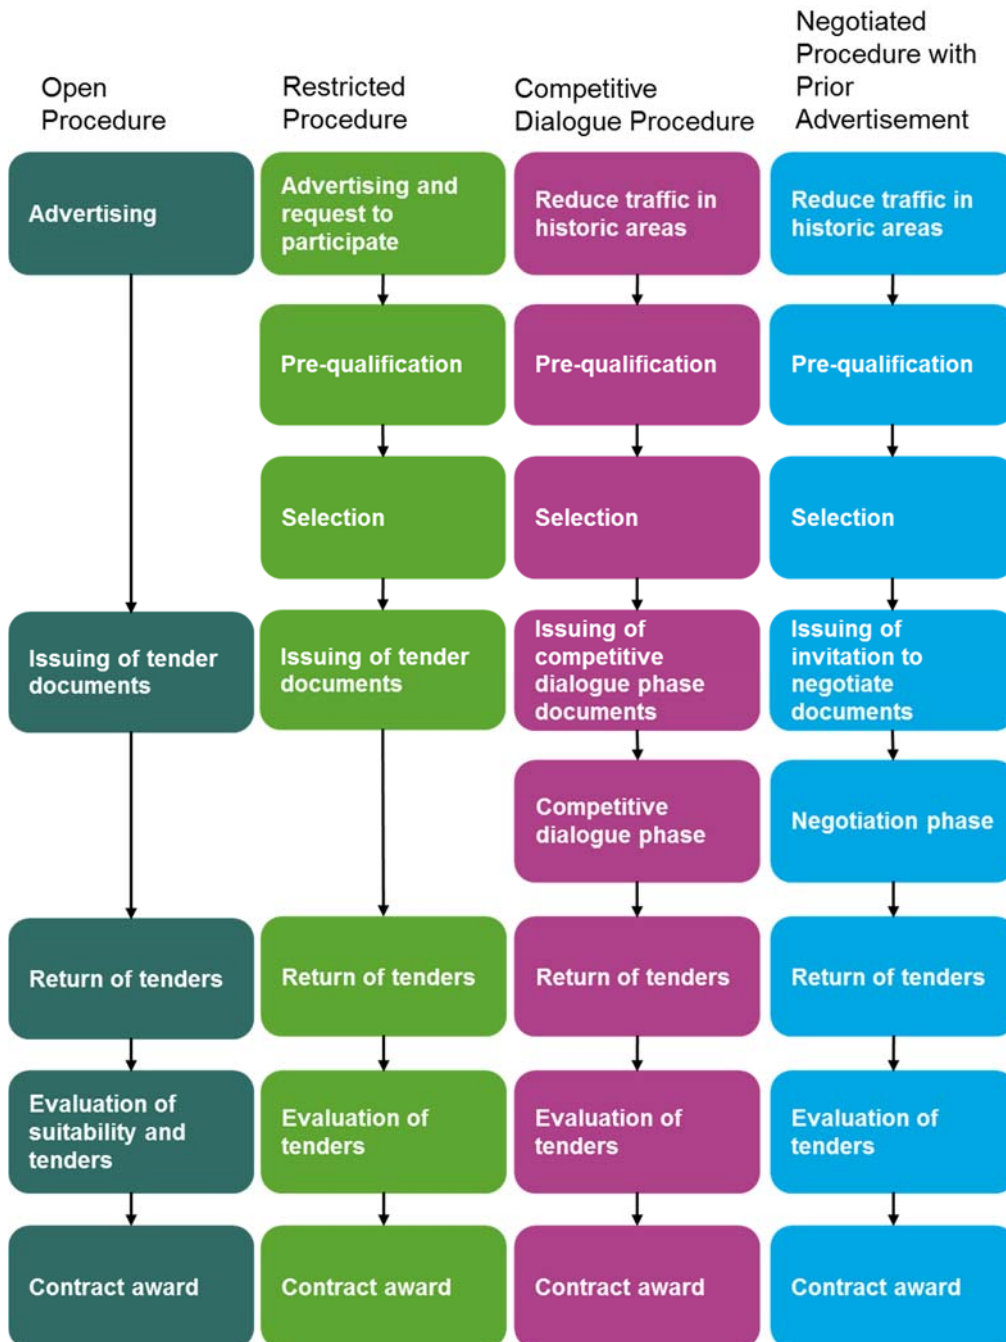 Open
Procedure
Restricted
Procedure
Competitive
Dialogue Procedure
Negotiated
Procedure with
Prior
Advertisement
Advertising
Advertising and
request to
participate
Reduce traffic in
historic areas
Reduce traffic in
historic areas
Pre-qualification
Pre-qualification
Pre-qualification
Selection
Selection
Selection
Issuing of tender
documents
Issuing of tender
documents
Issuing of
competitive
dialogue phase
documents
Issuing of
invitation to
negotiate
documents
Competitive
dialogue phase
Negotiation phase
Return of tenders
Return of tenders
Return of tenders
Return of tenders
Evaluation of
suitability and
tenders
Evaluation of
tenders
Evaluation of
tenders
Evaluation of
tenders
Contract award
Contract award
Contract award
Contract award